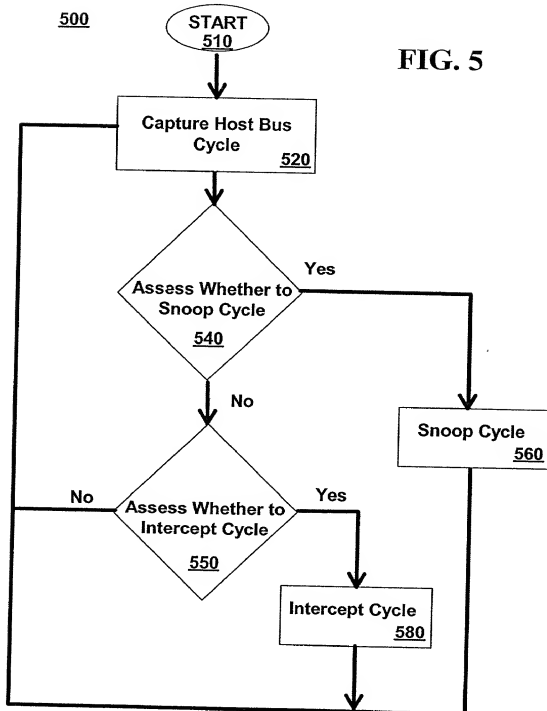 500
START
510
FIG. 5
Capture Host Bus
Cycle
520
Yes
Assess Whether to
Snoop Cycle
540
No
Snoop Cycle
560
No
Yes
Assess Whether to
Intercept Cycle
550
Intercept Cycle
580